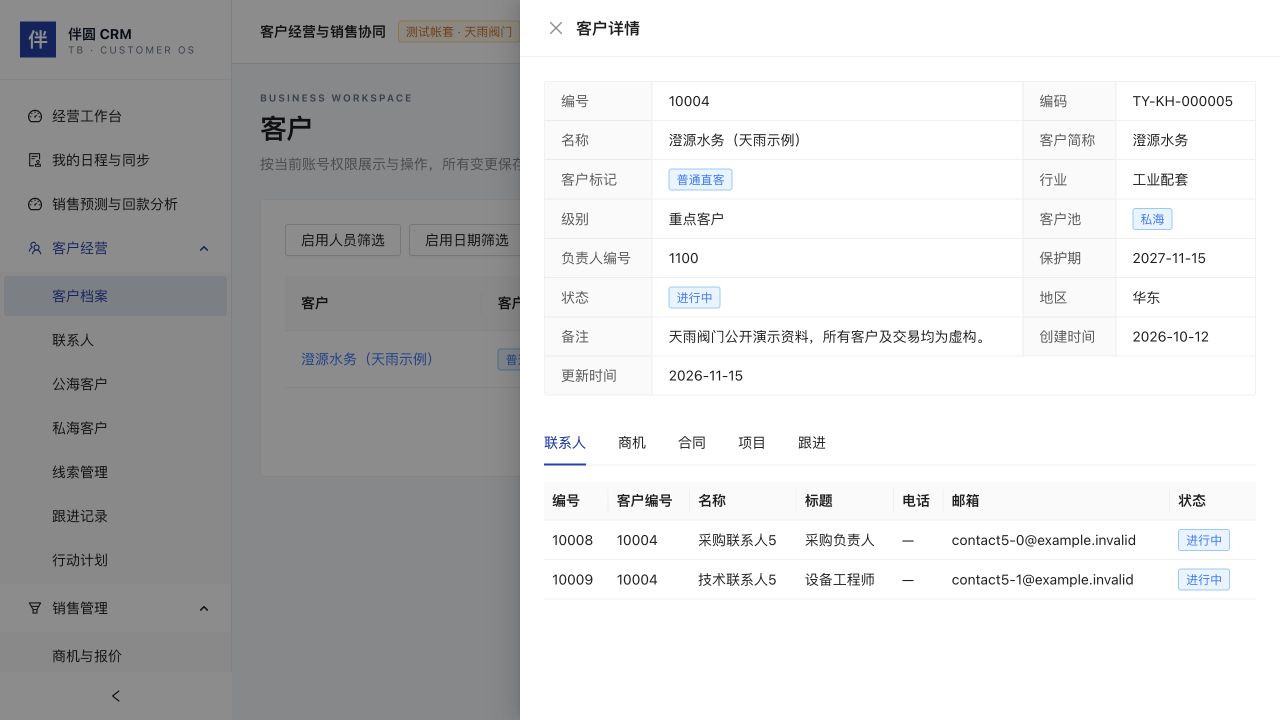 伴
伴圆 CRM
TB · CUSTOMER OS
经营工作台
我的日程与同步
销售预测与回款分析
客户经营
客户档案
联系人
公海客户
私海客户
线索管理
跟进记录
行动计划
销售管理
商机与报价
客户经营与销售协同
测试帐套 · 天雨阀门
BUSINESS WORKSPACE
客户
按当前账号权限展示与操作，所有变更保存
启用人员筛选
启用日期筛选
客户
客户
澄源水务（天雨示例）
普
客户详情
编号 10004 编码 TY-KH-000005
名称 澄源水务（天雨示例） 客户简称 澄源水务
客户标记 普通直客 行业 工业配套
级别 重点客户 客户池 私海
负责人编号 1100 保护期 2027-11-15
状态 进行中 地区 华东
备注 天雨阀门公开演示资料，所有客户及交易均为虚构。 创建时间 2026-10-12
更新时间 2026-11-15
联系人 商机 合同 项目 跟进
编号 客户编号 名称 标题 电话 邮箱 状态
10008 10004 采购联系人5 采购负责人 — contact5-0@example.invalid 进行中
10009 10004 技术联系人5 设备工程师 — contact5-1@example.invalid 进行中